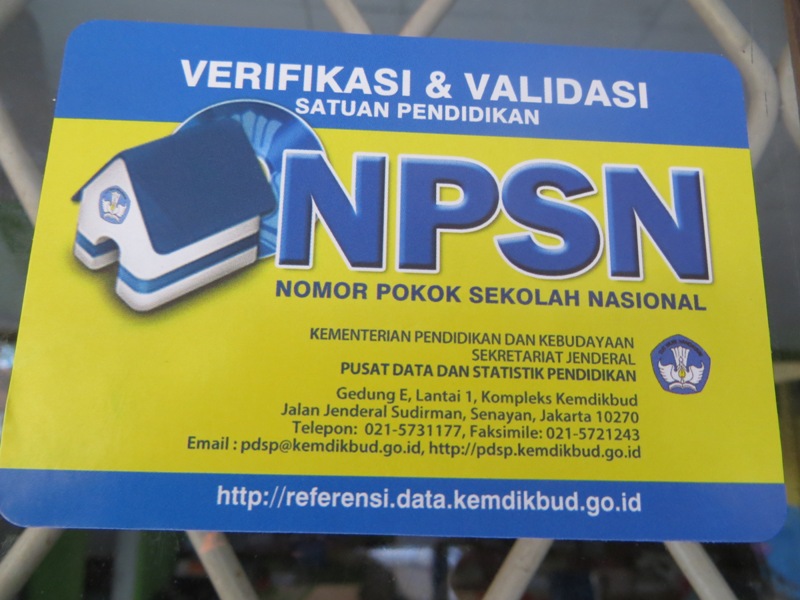 VERIFIKASI & VALIDASI
SATUAN PENDIDIKAN
NPSN
NOMOR POKOK SEKOLAH NASIONAL
KEMENTERIAN PENDIDIKAN DAN KEBUDAYAAN
SEKRETARIAT JENDERAL
PUSAT DATA DAN STATISTIK PENDIDIKAN
Gedung E, Lantai 1, Kompleks Kemdikbud
Jalan Jenderal Sudirman, Senayan, Jakarta 10270
Telepon: 021-5731177, Faksimile: 021-5721243
Email : pdsp@kemdikbud.go.id, http://pdsp.kemdikbud.go.id
http://referensi.data.kemdikbud.go.id